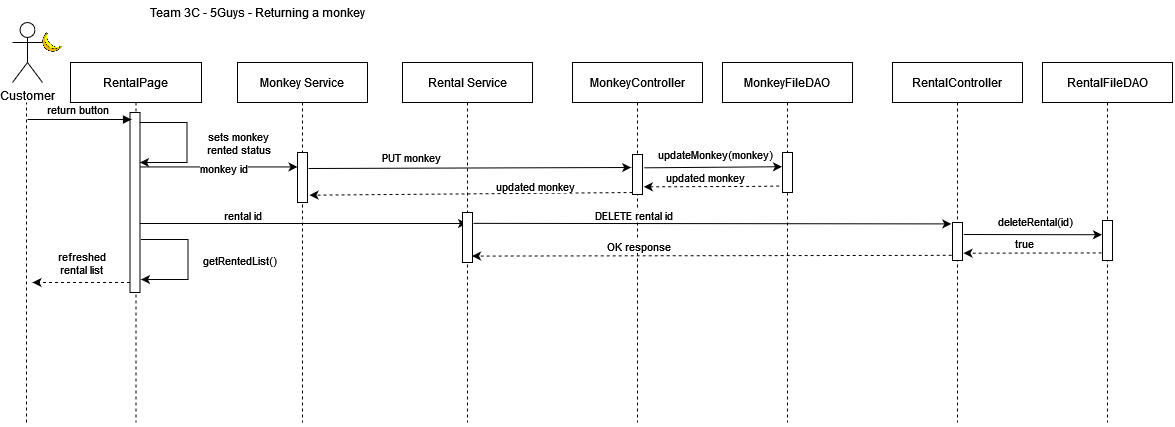 Team 3C - 5Guys - Returning a monkey
Customer
RentalPage
Monkey Service
Rental Service
MonkeyController
MonkeyFileDAO
RentalController
RentalFileDAO
return button
sets monkey
rented status
monkey id
PUT monkey
updateMonkey(monkey)
updated monkey
updated monkey
rental id
DELETE rental id
deleteRental(id)
true
OK response
getRentedList()
refreshed
rental list